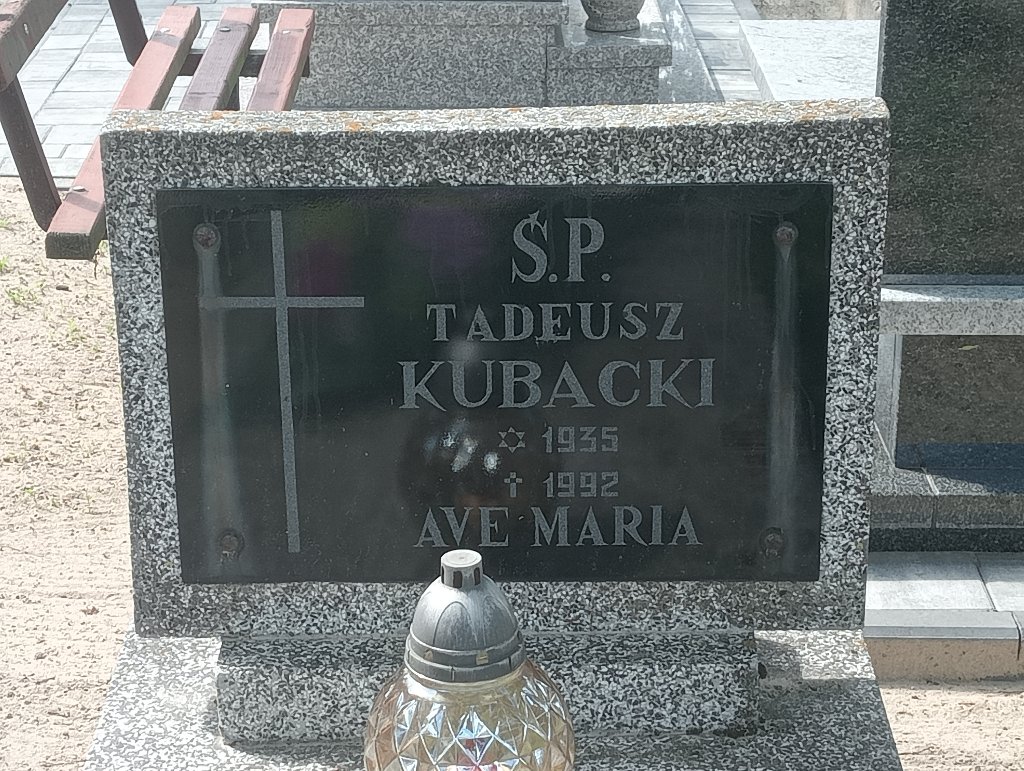 Ś.P.
TADEUSZ
KUBACKI
✡ 1935
✝ 1992
AVE MARIA